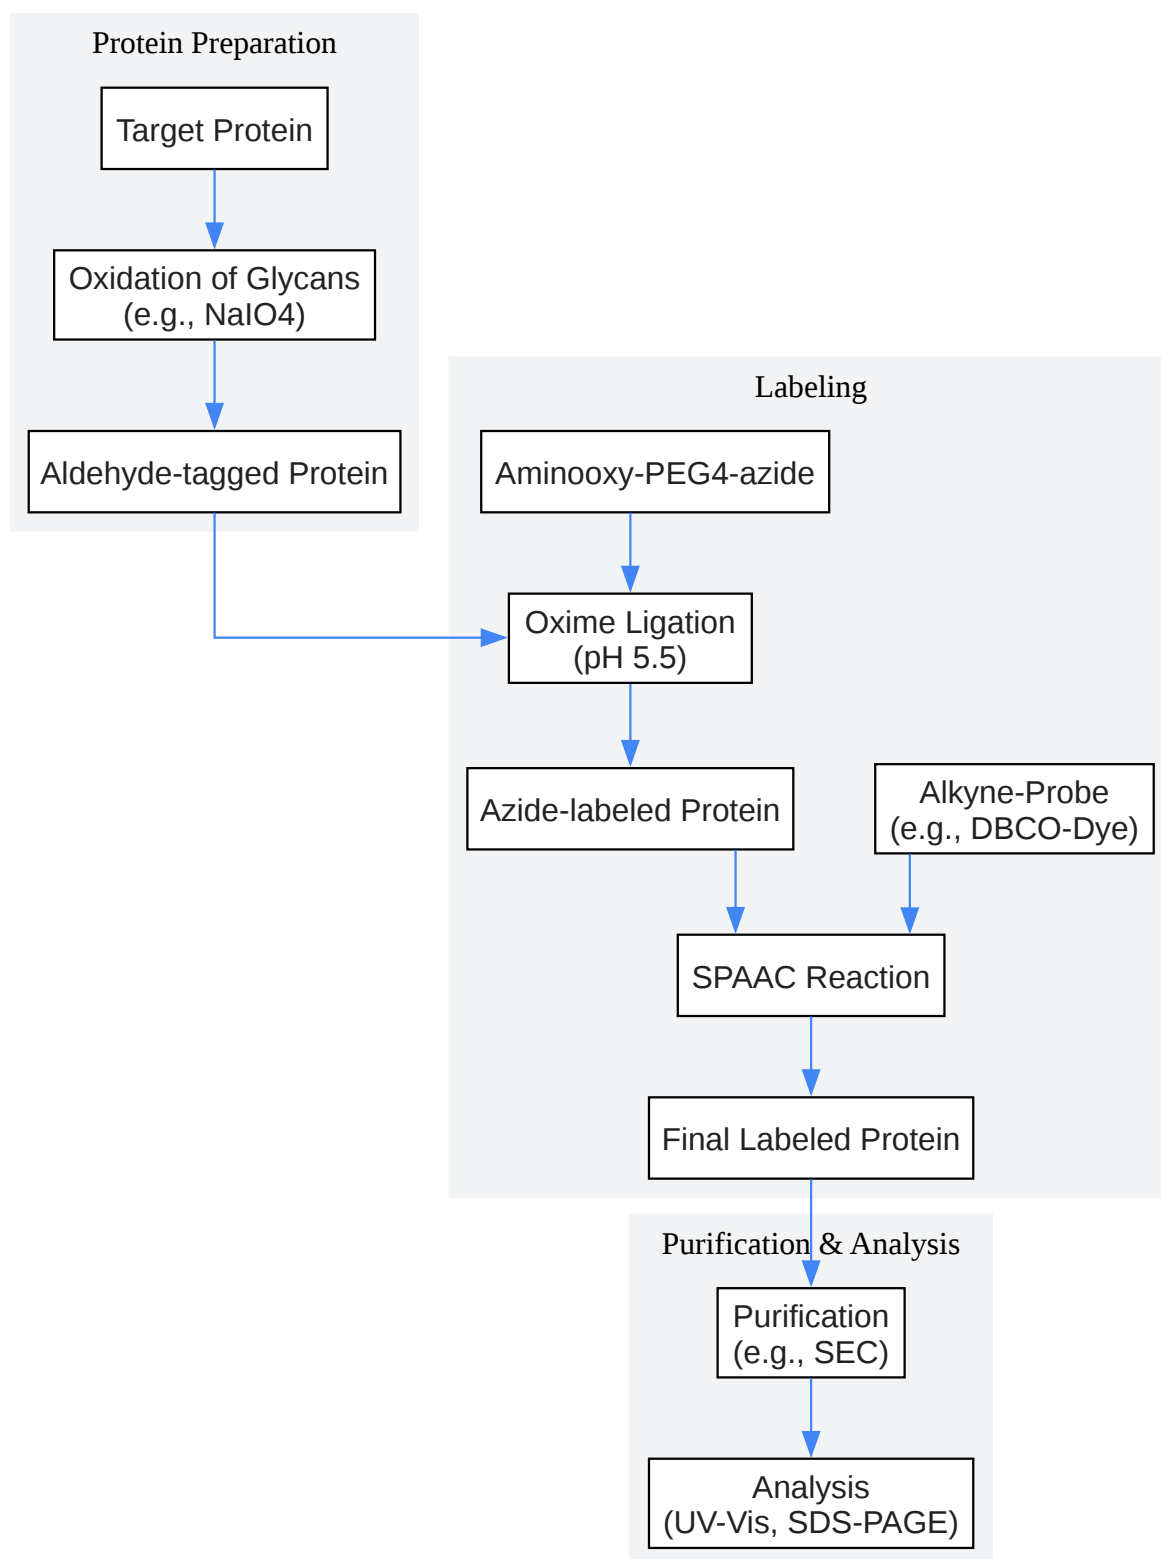 Protein Preparation
Target Protein
Oxidation of Glycans
(e.g., NaIO4)
Aldehyde-tagged Protein
Labeling
Aminooxy-PEG4-azide
Oxime Ligation
(pH 5.5)
Azide-labeled Protein
Alkyne-Probe
(e.g., DBCO-Dye)
SPAAC Reaction
Final Labeled Protein
Purification & Analysis
Purification
(e.g., SEC)
Analysis
(UV-Vis, SDS-PAGE)